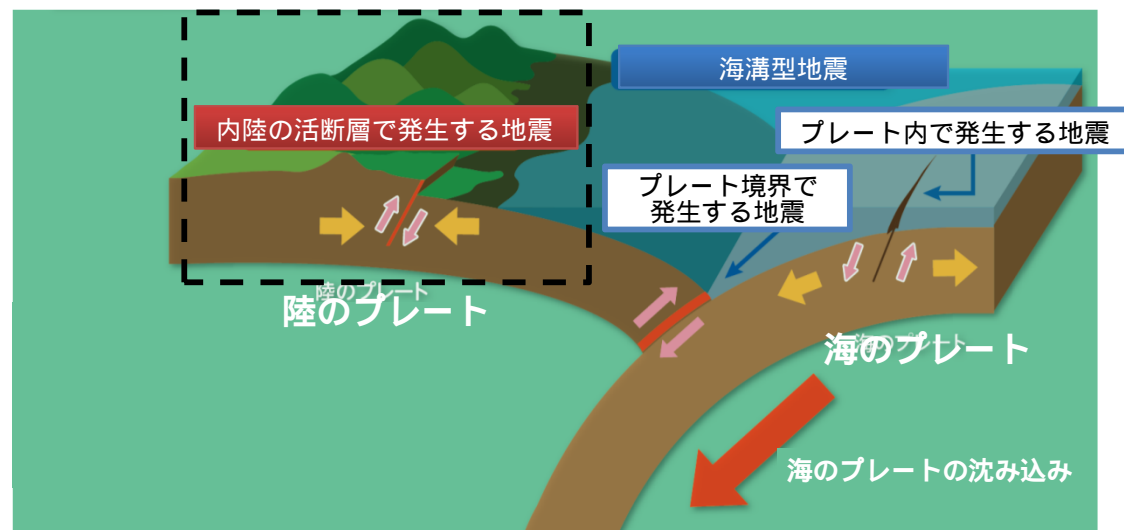 海溝型地震
内陸の活断層で発生する地震
プレート内で発生する地震
プレート境界で
発生する地震
陸のプレート
陸のプレート
海のプレート
海のプレート
海のプレートの沈み込み